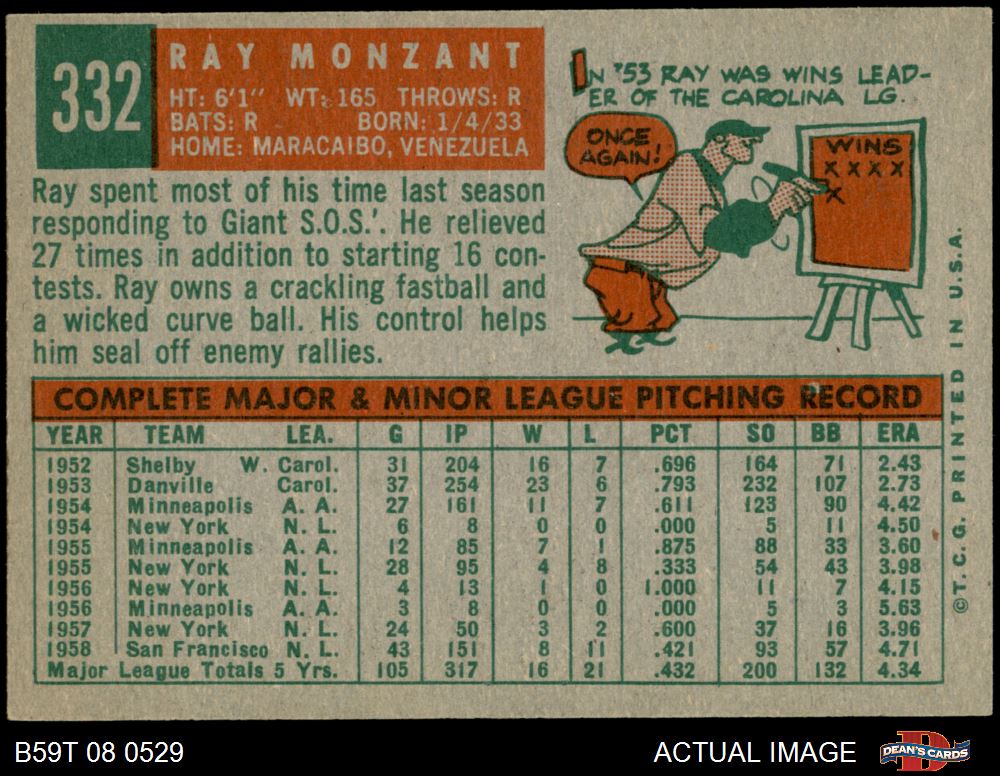 332
RAY MONZANT
HT: 6'1" WT: 165 THROWS: R
BATS: R BORN: 1/4/33
HOME: MARACAIBO, VENEZUELA
Ray spent most of his time last season
responding to Giant S.O.S.'. He relieved
27 times in addition to starting 16 con-
tests. Ray owns a crackling fastball and
a wicked curve ball. His control helps
him seal off enemy rallies.
IN '53 RAY WAS WINS LEAD-
ER OF THE CAROLINA LG.
ONCE
AGAIN!
WINS
X X X X
X
COMPLETE MAJOR & MINOR LEAGUE PITCHING RECORD
YEAR TEAM LEA. G IP W L PCT SO BB ERA
1952 Shelby W. Carol. 31 204 16 7 .696 164 71 2.43
1953 Danville Carol. 37 254 23 6 .793 232 107 2.73
1954 Minneapolis A. A. 27 161 11 7 .611 123 90 4.42
1954 New York N. L. 6 8 0 0 .000 5 11 4.50
1955 Minneapolis A. A. 12 85 7 1 .875 88 33 3.60
1955 New York N. L. 28 95 4 8 .333 54 43 3.98
1956 New York N. L. 4 13 1 0 1.000 11 7 4.15
1956 Minneapolis A. A. 3 8 0 0 .000 5 3 5.63
1957 New York N. L. 24 50 3 2 .600 37 16 3.96
1958 San Francisco N. L. 43 151 8 11 .421 93 57 4.71
Major League Totals 5 Yrs. 105 317 16 21 .432 200 132 4.34
©T.C.G. PRINTED IN U.S.A.
B59T 08 0529
ACTUAL IMAGE
D
DEAN'S CARDS